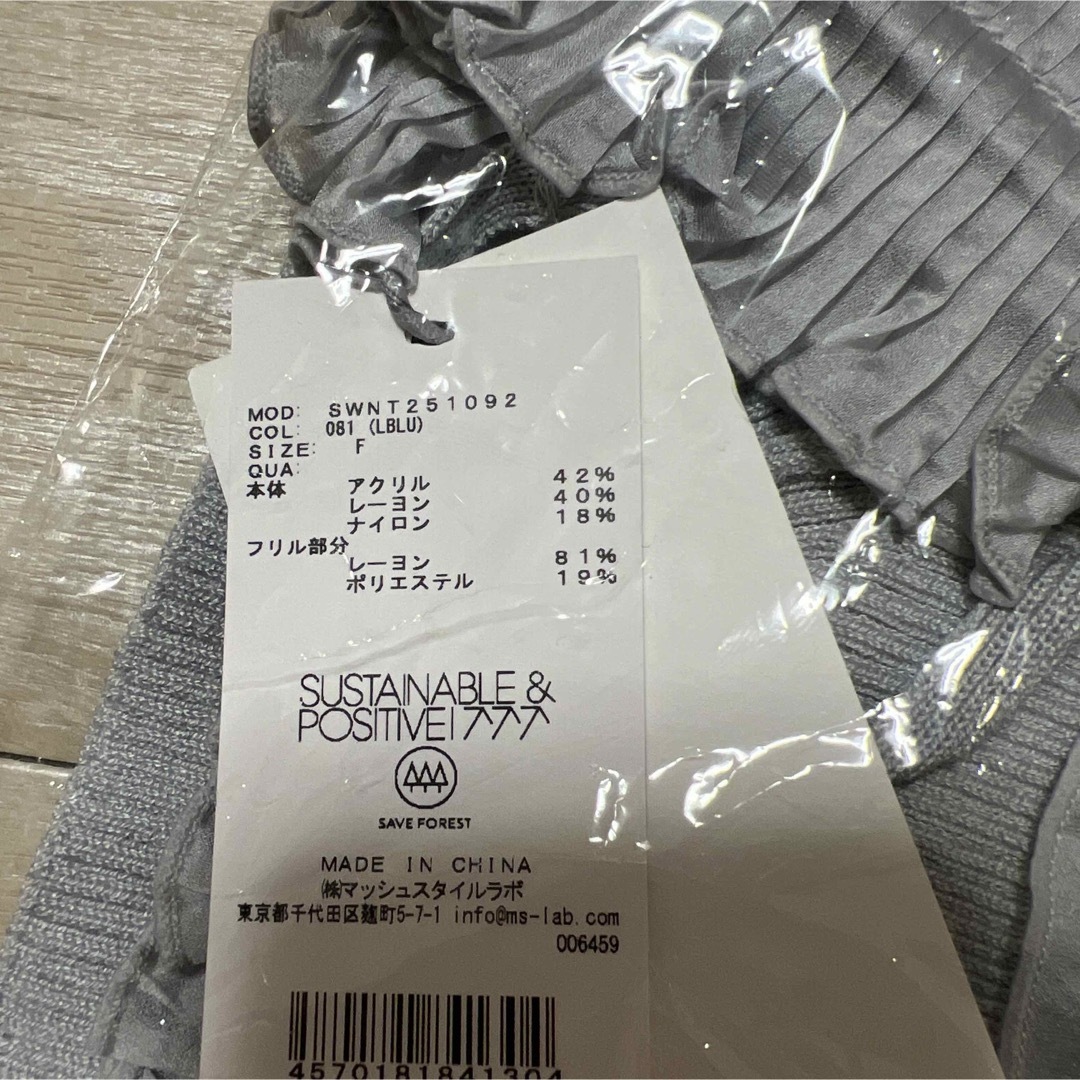 MOD: SWNT251092
COL: 081 (LBLU)
SIZE: F
QUA:
本体 アクリル 42%
レーヨン 40%
ナイロン 18%
フリル部分
レーヨン 81%
ポリエステル 19%
SUSTAINABLE &
POSITIVE!
SAVE FOREST
MADE IN CHINA
㈱マッシュスタイルラボ
東京都千代田区麹町5-7-1 info@ms-lab.com
006459
4570181841304